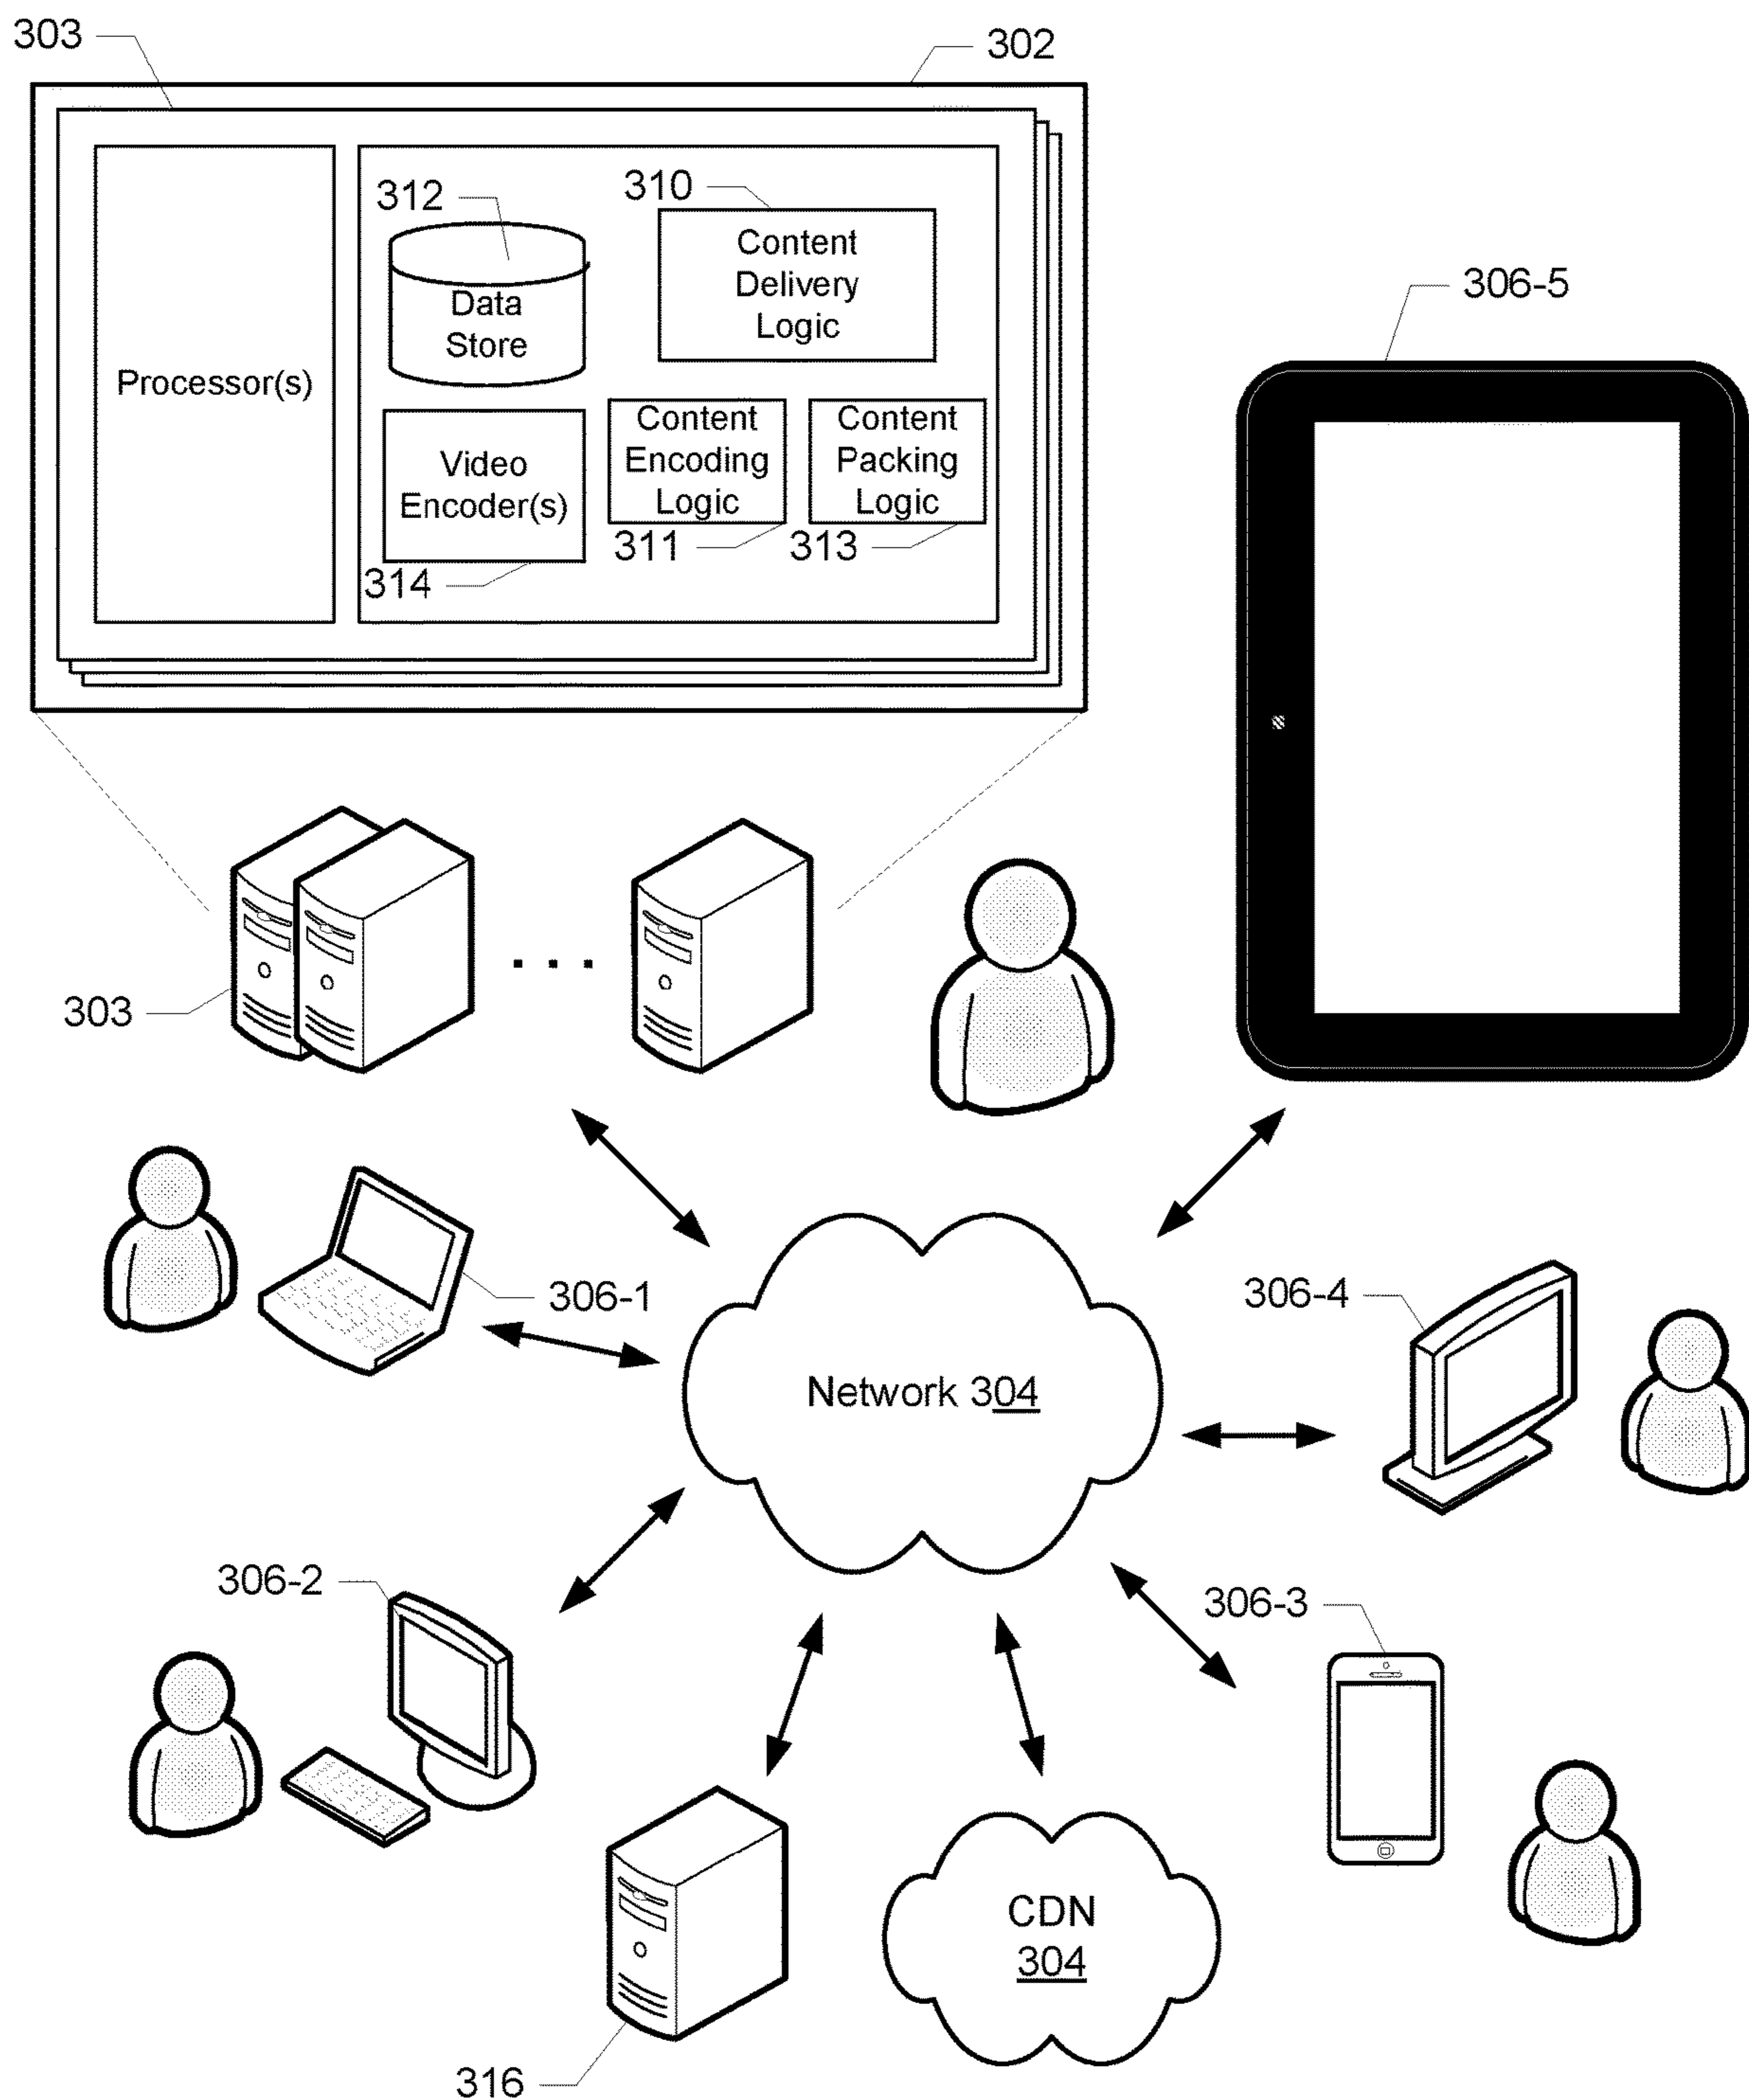 303
302
312
310
Data
Store
Content
Delivery
Logic
306-5
Processor(s)
Video
Encoder(s)
Content
Encoding
Logic
Content
Packing
Logic
311
313
314
303
306-1
306-4
Network 304
306-2
306-3
CDN
304
316